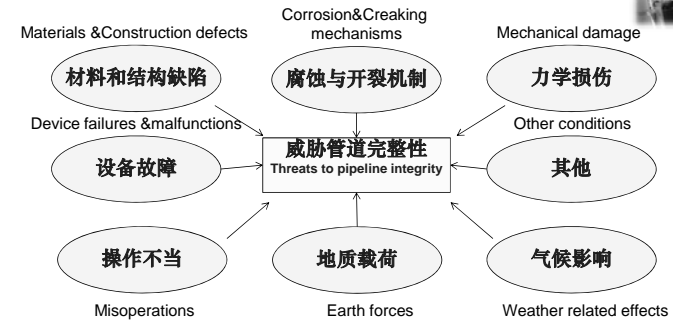 Corrosion&Creaking
mechanisms
Materials &Construction defects
Mechanical damage
材料和结构缺陷
腐蚀与开裂机制
力学损伤
Device failures &malfunctions
Other conditions
威胁管道完整性
Threats to pipeline integrity
设备故障
其他
操作不当
地质载荷
气候影响
Misoperations
Earth forces
Weather related effects